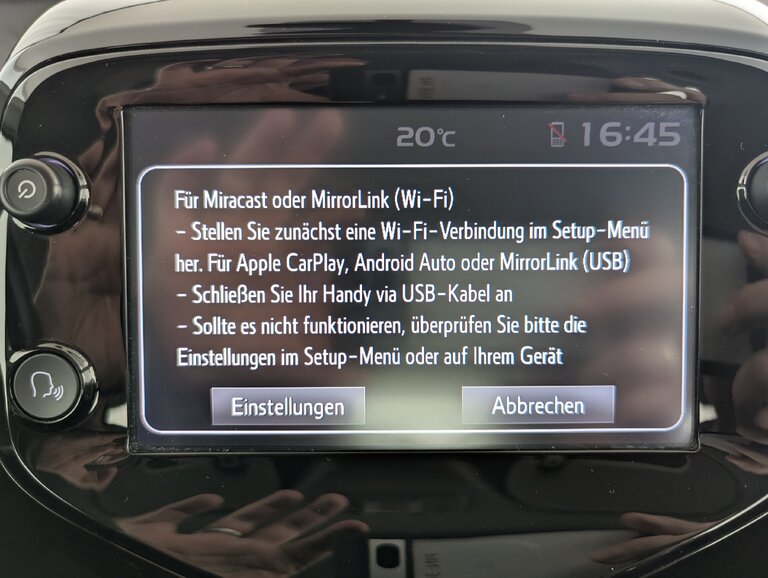 20°C 16:45
Für Miracast oder MirrorLink (Wi-Fi)
- Stellen Sie zunächst eine Wi-Fi-Verbindung im Setup-Menü
her. Für Apple CarPlay, Android Auto oder MirrorLink (USB)
- Schließen Sie Ihr Handy via USB-Kabel an
- Sollte es nicht funktionieren, überprüfen Sie bitte die
Einstellungen im Setup-Menü oder auf Ihrem Gerät
Einstellungen Abbrechen